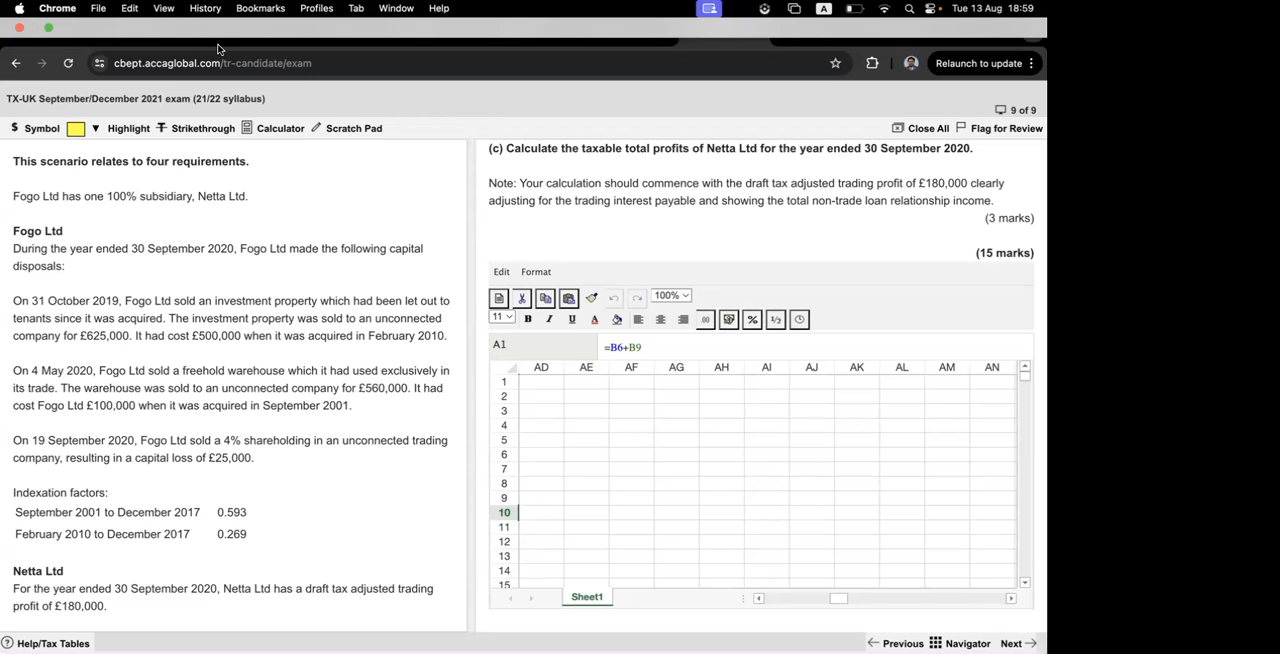 Chrome File Edit View History Bookmarks Profiles Tab Window Help A Tue 13 Aug 18:59
cbept.accaglobal.com/tr-candidate/exam Relaunch to update
TX-UK September/December 2021 exam (21/22 syllabus)
9 of 9
$ Symbol Highlight Strikethrough Calculator Scratch Pad Close All Flag for Review
This scenario relates to four requirements.
Fogo Ltd has one 100% subsidiary, Netta Ltd.
Fogo Ltd
During the year ended 30 September 2020, Fogo Ltd made the following capital
disposals:
On 31 October 2019, Fogo Ltd sold an investment property which had been let out to
tenants since it was acquired. The investment property was sold to an unconnected
company for £625,000. It had cost £500,000 when it was acquired in February 2010.
On 4 May 2020, Fogo Ltd sold a freehold warehouse which it had used exclusively in
its trade. The warehouse was sold to an unconnected company for £560,000. It had
cost Fogo Ltd £100,000 when it was acquired in September 2001.
On 19 September 2020, Fogo Ltd sold a 4% shareholding in an unconnected trading
company, resulting in a capital loss of £25,000.
Indexation factors:
September 2001 to December 2017 0.593
February 2010 to December 2017 0.269
Netta Ltd
For the year ended 30 September 2020, Netta Ltd has a draft tax adjusted trading
profit of £180,000.
(c) Calculate the taxable total profits of Netta Ltd for the year ended 30 September 2020.
Note: Your calculation should commence with the draft tax adjusted trading profit of £180,000 clearly
adjusting for the trading interest payable and showing the total non-trade loan relationship income.
(3 marks)
(15 marks)
Edit Format
100%
11 B I U A .00 % 1/2
A1 =B6+B9
AD AE AF AG AH AI AJ AK AL AM AN
1
2
3
4
5
6
7
8
9
10
11
12
13
14
15
Sheet1
? Help/Tax Tables Previous Navigator Next